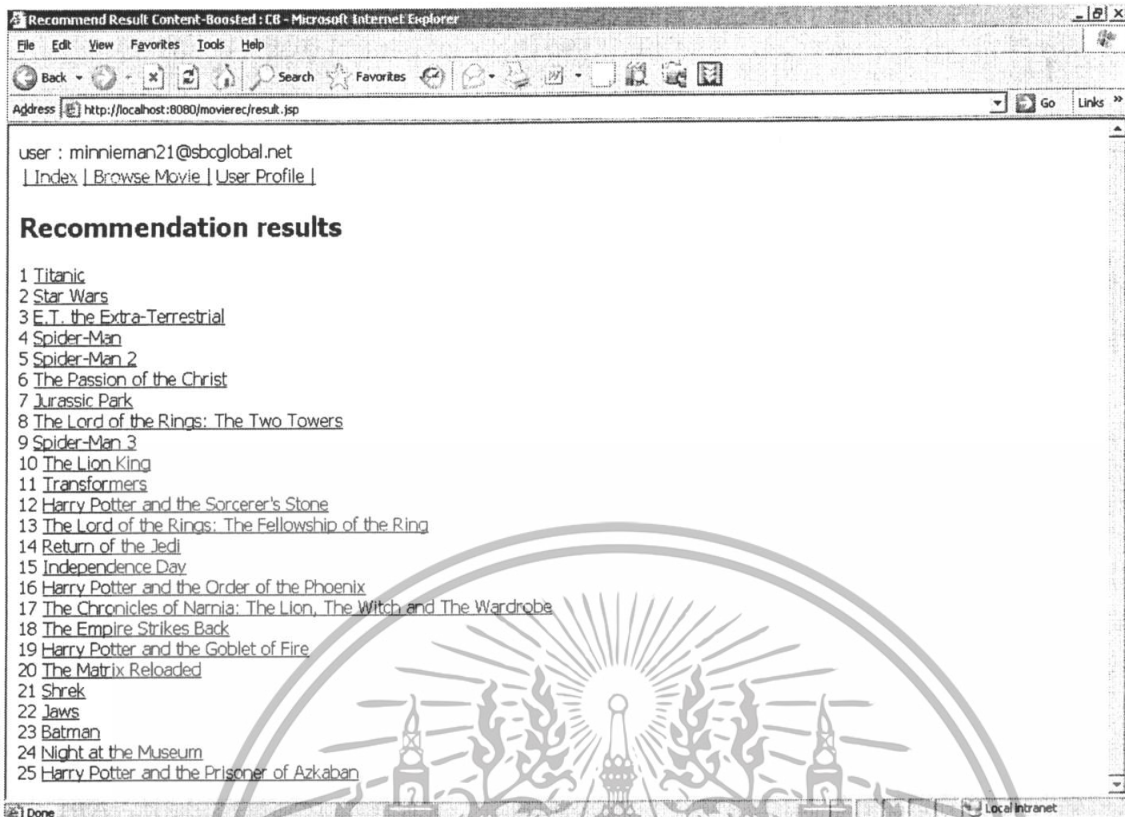 Recommend Result Content-Boosted : CB - Microsoft Internet Explorer
File Edit View Favorites Tools Help
Back Search Favorites
Address http://localhost:8080/movierec/result.jsp Go Links »
user : minnieman21@sbcglobal.net
| Index | Browse Movie | User Profile |
Recommendation results
1 Titanic
2 Star Wars
3 E.T. the Extra-Terrestrial
4 Spider-Man
5 Spider-Man 2
6 The Passion of the Christ
7 Jurassic Park
8 The Lord of the Rings: The Two Towers
9 Spider-Man 3
10 The Lion King
11 Transformers
12 Harry Potter and the Sorcerer's Stone
13 The Lord of the Rings: The Fellowship of the Ring
14 Return of the Jedi
15 Independence Day
16 Harry Potter and the Order of the Phoenix
17 The Chronicles of Narnia: The Lion, The Witch and The Wardrobe
18 The Empire Strikes Back
19 Harry Potter and the Goblet of Fire
20 The Matrix Reloaded
21 Shrek
22 Jaws
23 Batman
24 Night at the Museum
25 Harry Potter and the Prisoner of Azkaban
Done Local intranet